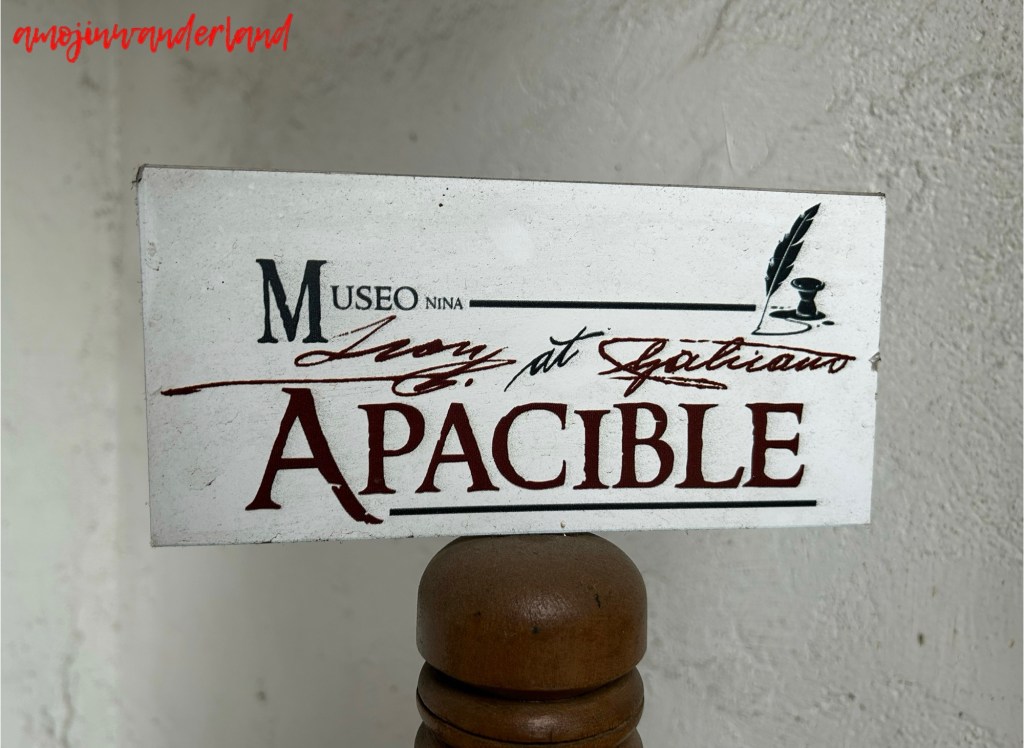 amojinwanderland
MUSEO NINA
Leon at Galicano
APACIBLE